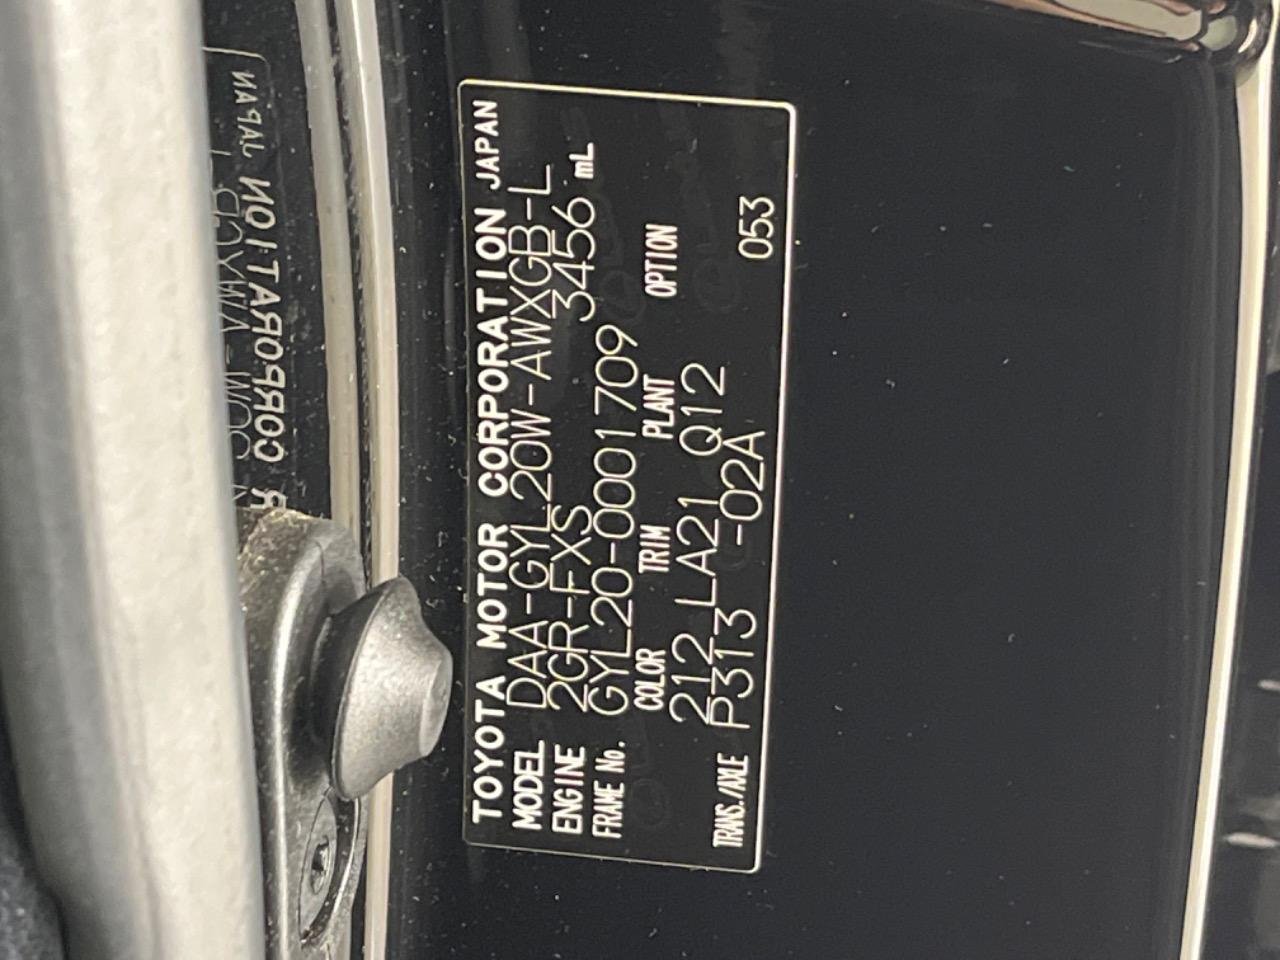 TOYOTA MOTOR CORPORATION JAPAN
MODEL DAA-GYL20W-AWXGB-L
ENGINE 2GR-FXS 3456 mL
FRAME No. GYL20-0001709
COLOR TRIM PLANT OPTION
212 LA21 Q12
TRANS./AXLE P313 -02A 053
CORPORATION JAPAN